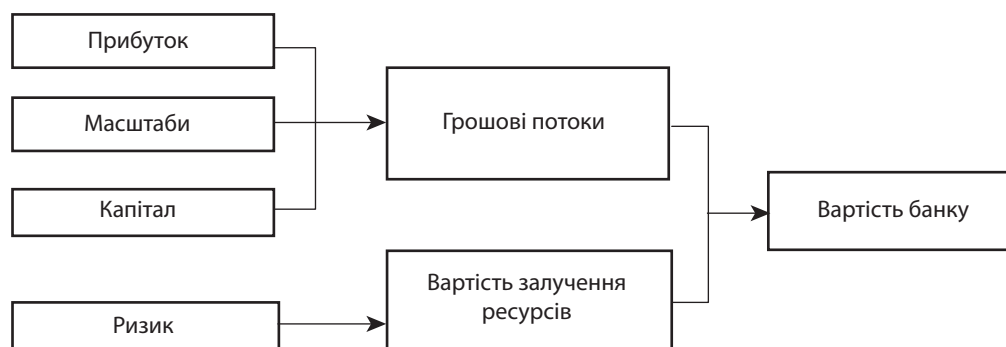 Прибуток
Масштаби
Капітал
Ризик
Грошові потоки
Вартість залучення
ресурсів
Вартість банку